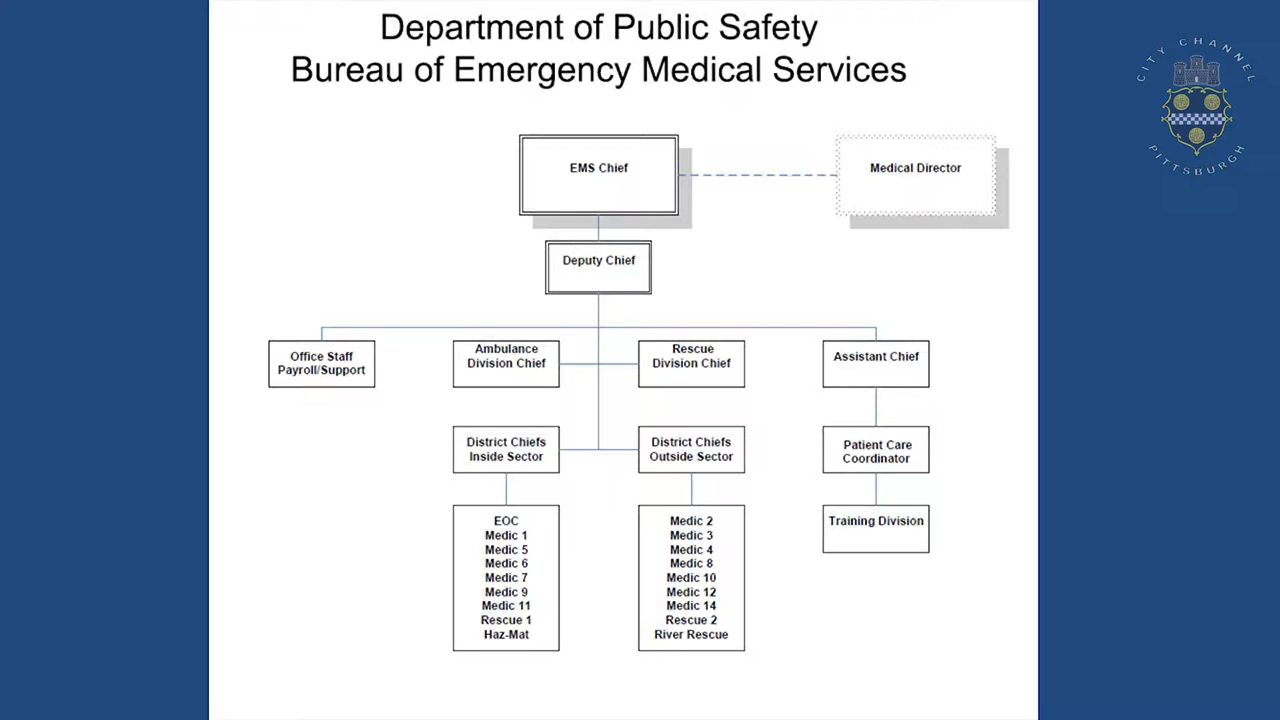 Department of Public Safety
Bureau of Emergency Medical Services
CITY CHANNEL
PITTSBURGH
EMS Chief
Medical Director
Deputy Chief
Office Staff
Payroll/Support
Ambulance
Division Chief
Rescue
Division Chief
Assistant Chief
District Chiefs
Inside Sector
District Chiefs
Outside Sector
Patient Care
Coordinator
EOC
Medic 1
Medic 5
Medic 6
Medic 7
Medic 9
Medic 11
Rescue 1
Haz-Mat
Medic 2
Medic 3
Medic 4
Medic 8
Medic 10
Medic 12
Medic 14
Rescue 2
River Rescue
Training Division